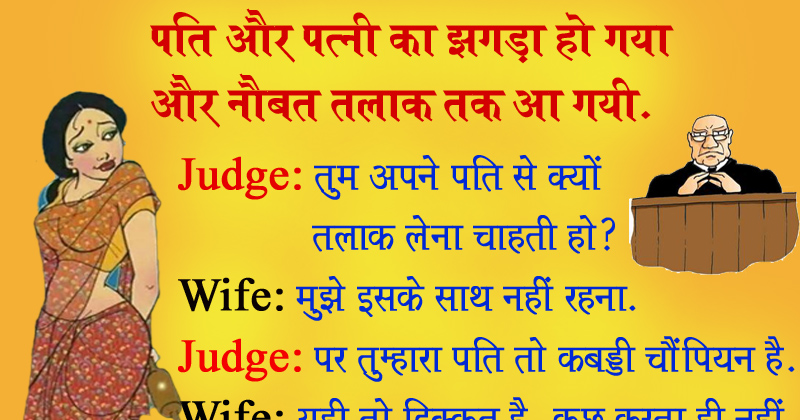 पति और पत्नी का झगड़ा हो गया
और नौबत तलाक तक आ गयी.
Judge: तुम अपने पति से क्यों
तलाक लेना चाहती हो?
Wife: मुझे इसके साथ नहीं रहना.
Judge: पर तुम्हारा पति तो कबड्डी चौंपियन है.
Wife: यही तो दिक्कत है, कुछ करता ही नहीं